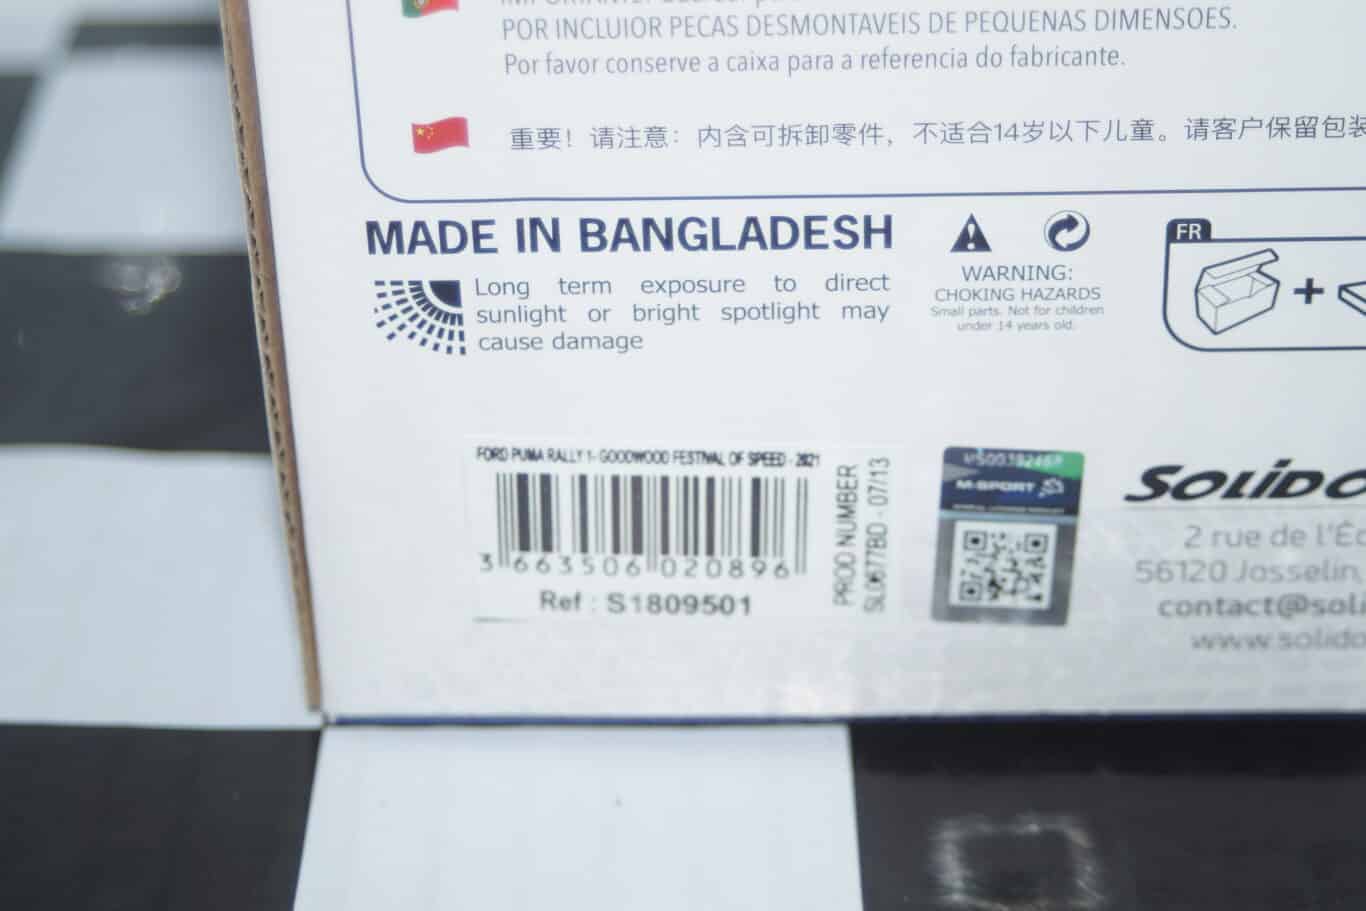 POR INCLUIOR PECAS DESMONTAVEIS DE PEQUENAS DIMENSOES.
Por favor conserve a caixa para a referencia do fabricante.
重要！请注意：内含可拆卸零件，不适合14岁以下儿童。请客户保留包装
MADE IN BANGLADESH
Long term exposure to direct
sunlight or bright spotlight may
cause damage
WARNING:
CHOKING HAZARDS
Small parts. Not for children
under 14 years old.
FR
+
FORD PUMA RALLY 1- GOODWOOD FESTIVAL OF SPEED - 2021
3 663506 020896
Ref : S1809501
PROD NUMBER
SL0677BD - 07/13
M-SPORT
SOLIDO
2 rue de l'Éc
56120 Josselin,
contact@soli
www.solido